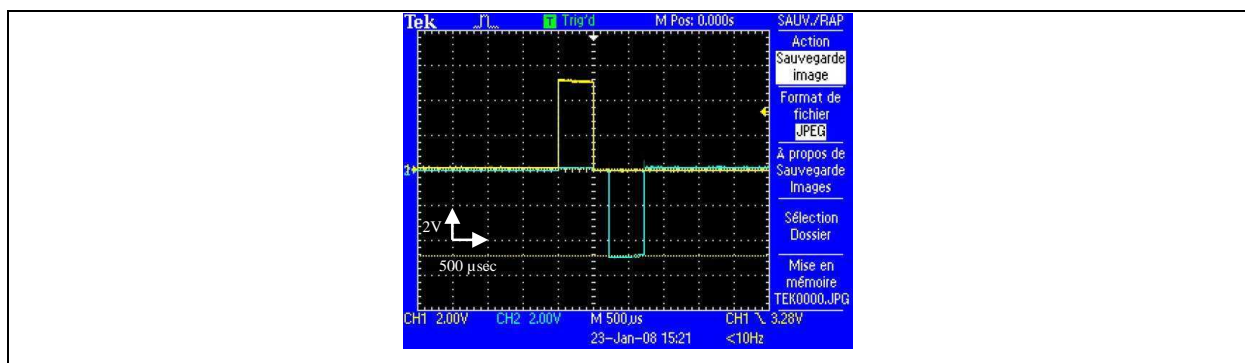 Tek T Trig'd M Pos: 0.000s SAUV./RAP
Action
Sauvegarde
image
Format de
fichier
JPEG
À propos de
Sauvegarde
Images
Sélection
Dossier
Mise en
mémoire
TEK0000.JPG
2V
500 µsec
CH1 2.00V CH2 2.00V M 500µs CH1 3.28V
23-Jan-08 15:21 <10Hz